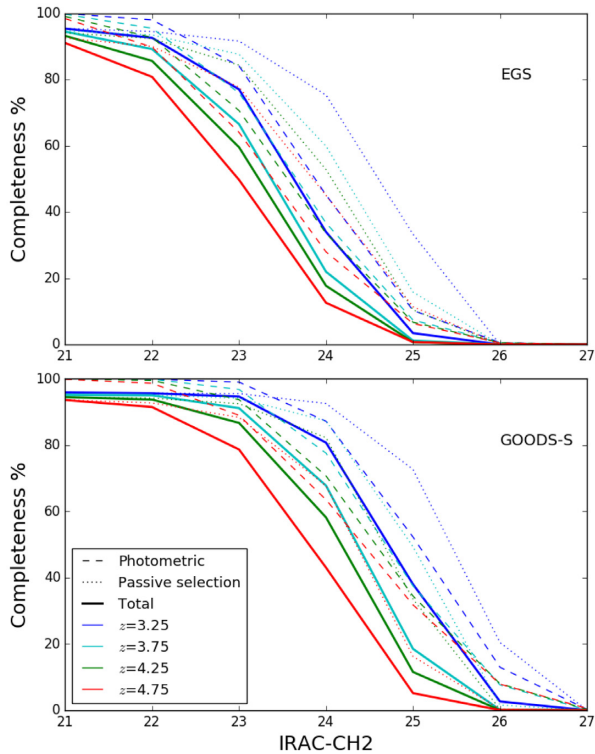 100
80
60
40
20
0
Completeness %
EGS
21 22 23 24 25 26 27
100
80
60
40
20
0
Completeness %
GOODS-S
Photometric
Passive selection
Total
z=3.25
z=3.75
z=4.25
z=4.75
21 22 23 24 25 26 27
IRAC-CH2